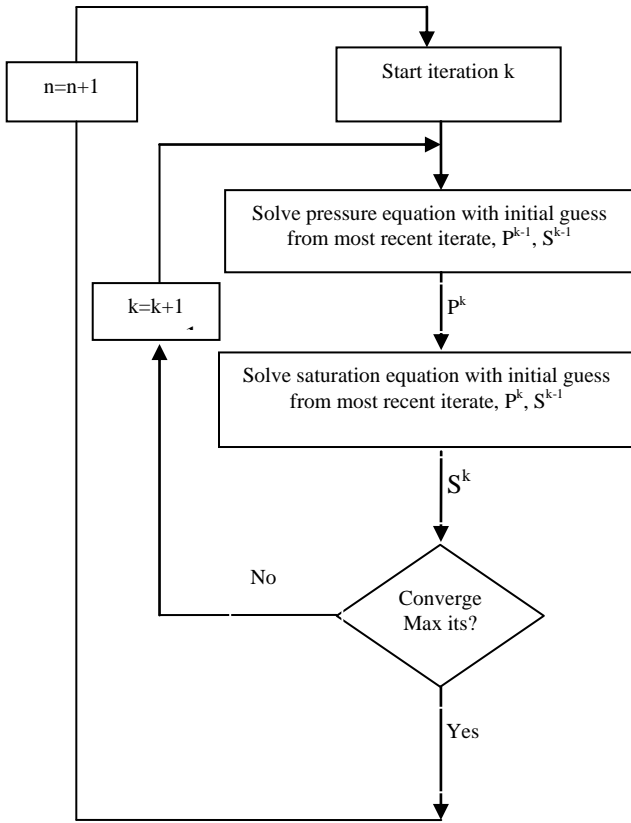 Start iteration k
n=n+1
Solve pressure equation with initial guess
from most recent iterate, P^{k-1}, S^{k-1}
k=k+1
P^k
Solve saturation equation with initial guess
from most recent iterate, P^k, S^{k-1}
S^k
No
Converge
Max its?
Yes